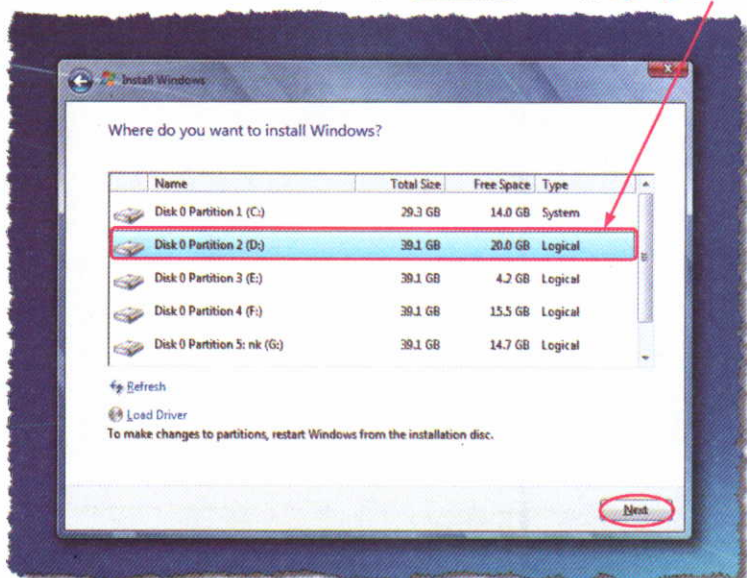 Install Windows
Where do you want to install Windows?
Name Total Size Free Space Type
Disk 0 Partition 1 (C:) 29.3 GB 14.0 GB System
Disk 0 Partition 2 (D:) 39.1 GB 20.0 GB Logical
Disk 0 Partition 3 (E:) 39.1 GB 4.2 GB Logical
Disk 0 Partition 4 (F:) 39.1 GB 15.5 GB Logical
Disk 0 Partition 5: nk (G:) 39.1 GB 14.7 GB Logical
Refresh
Load Driver
To make changes to partitions, restart Windows from the installation disc.
Next